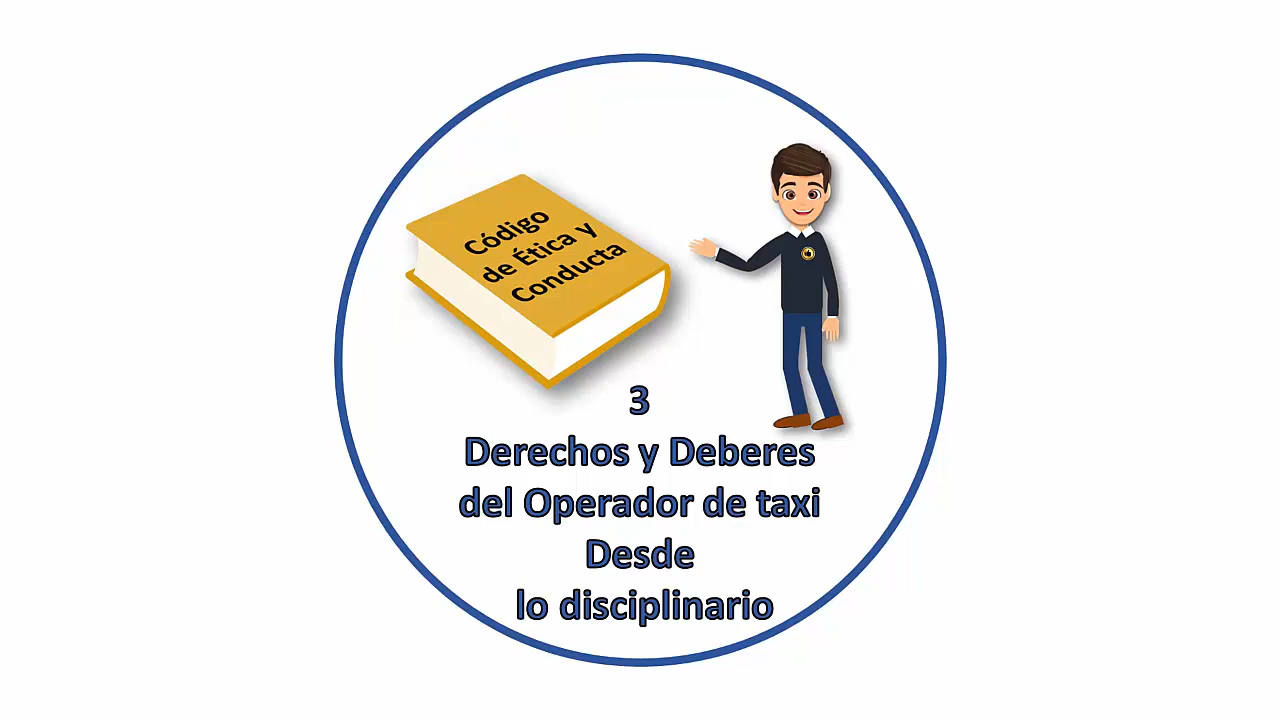 Código
de Ética y
Conducta
3
Derechos y Deberes
del Operador de taxi
Desde
lo disciplinario